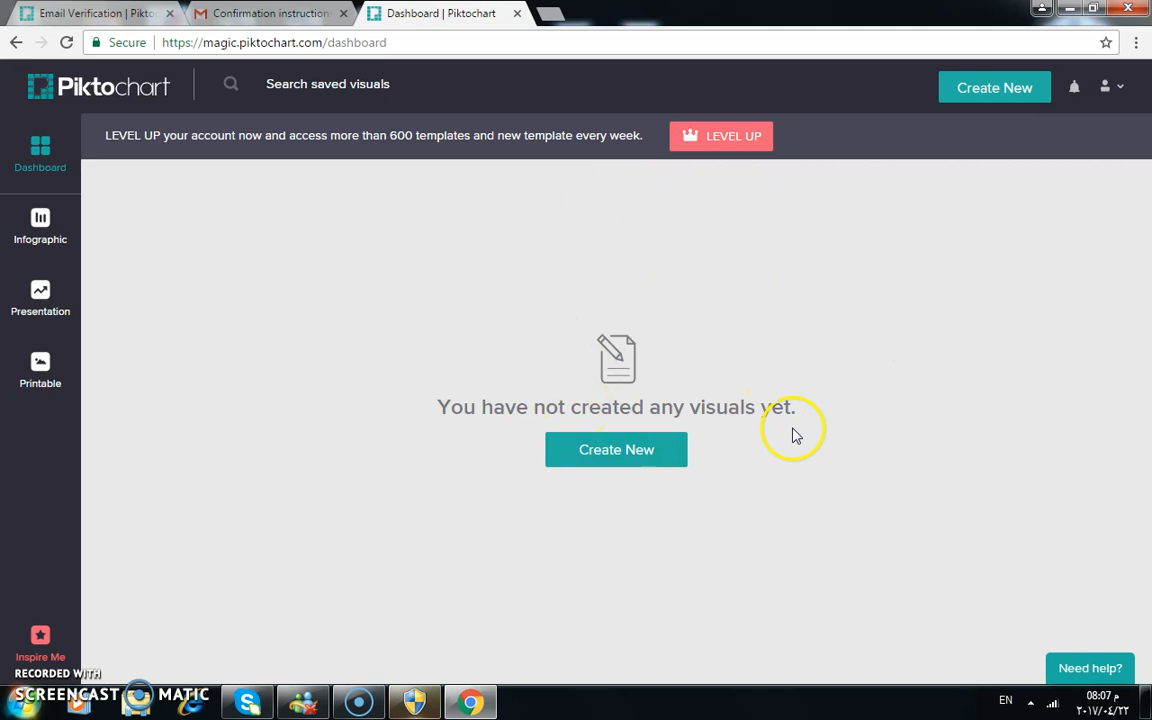 Email Verification | Pikto
Confirmation instruction
Dashboard | Piktochart
Secure
https://magic.piktochart.com/dashboard
Piktochart
Search saved visuals
Create New
LEVEL UP your account now and access more than 600 templates and new template every week.
LEVEL UP
Dashboard
Infographic
Presentation
Printable
You have not created any visuals yet.
Create New
Inspire Me
Need help?
RECORDED WITH
SCREENCAST MATIC
EN
08:07 م
٢٠١٧/٠٤/٢٢